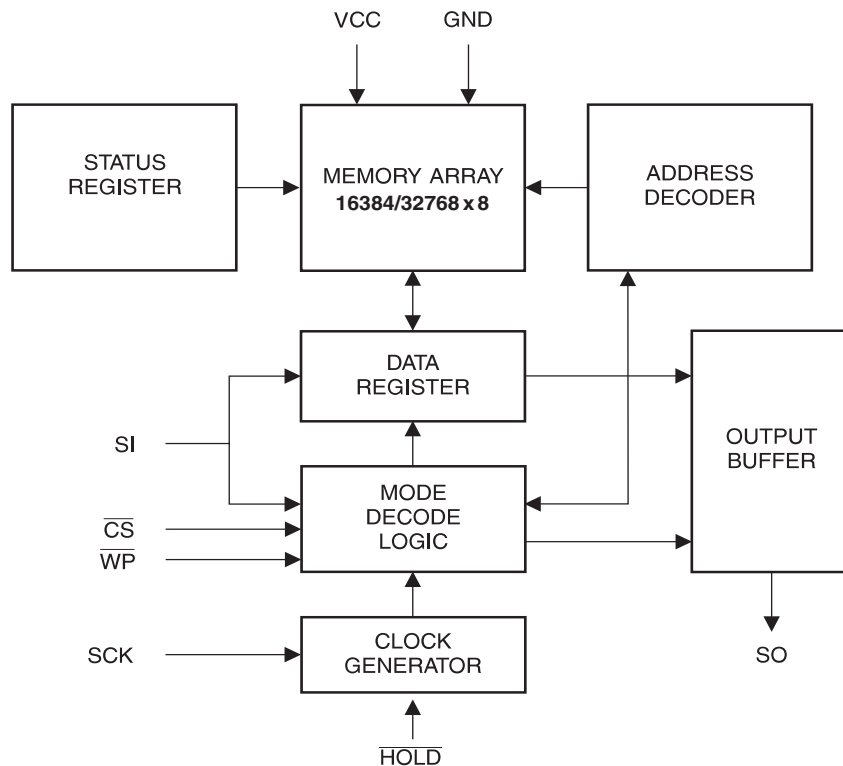 VCC
GND
STATUS
REGISTER
MEMORY ARRAY
16384/32768 x 8
ADDRESS
DECODER
DATA
REGISTER
SI
OUTPUT
BUFFER
MODE
DECODE
LOGIC
CS
WP
SCK
CLOCK
GENERATOR
SO
HOLD